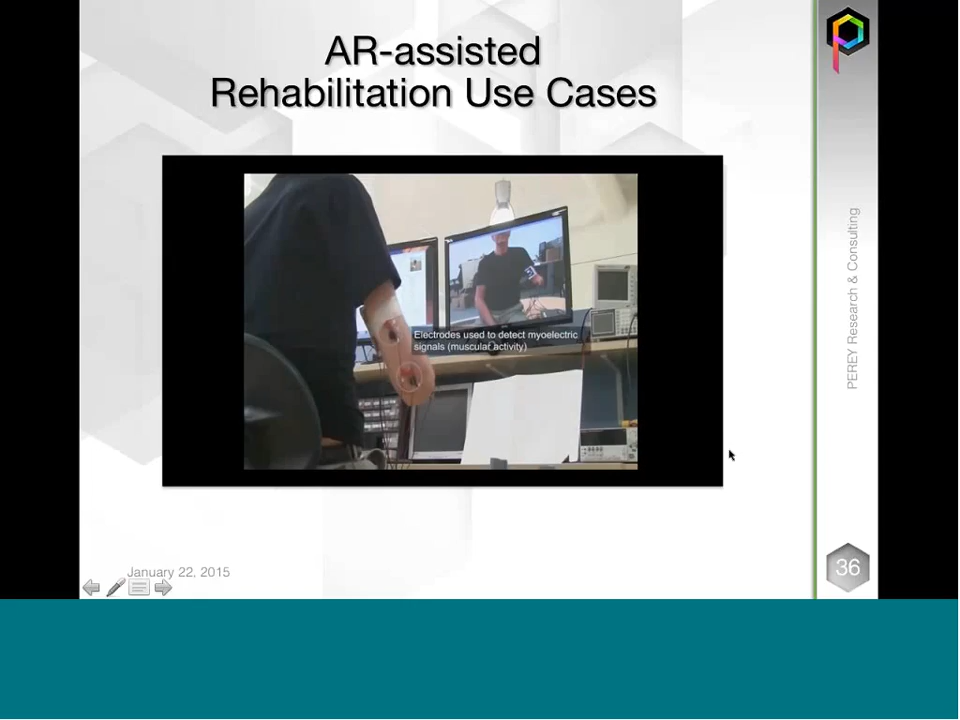 AR-assisted
Rehabilitation Use Cases
Electrodes used to detect myoelectric
signals (muscular activity)
PEREY Research & Consulting
January 22, 2015
36